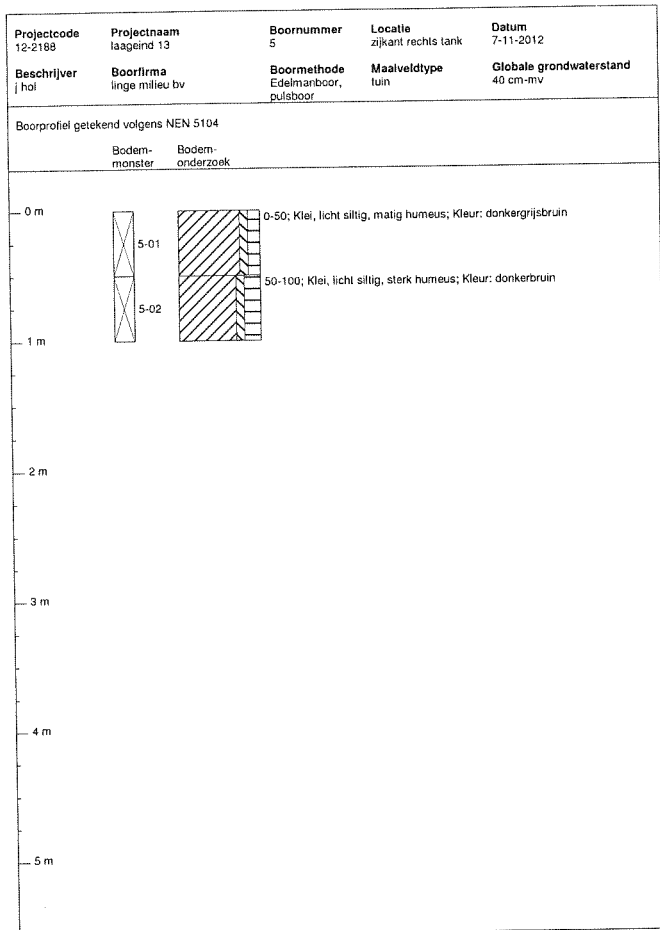 Projectcode Projectnaam Boornummer Locatie Datum
12-2188 laageind 13 5 zijkant rechts tank 7-11-2012
Beschrijver Boorfirma Boormethode Maaiveldtype Globale grondwaterstand
j hol linge milieu bv Edelmanboor, tuin 40 cm-mv
pulsboor
Boorprofiel getekend volgens NEN 5104
Bodem- Bodem-
monster onderzoek
0 m 0-50; Klei, licht siltig, matig humeus; Kleur: donkergrijsbruin
5-01
50-100; Klei, licht siltig, sterk humeus; Kleur: donkerbruin
5-02
1 m
2 m
3 m
4 m
5 m